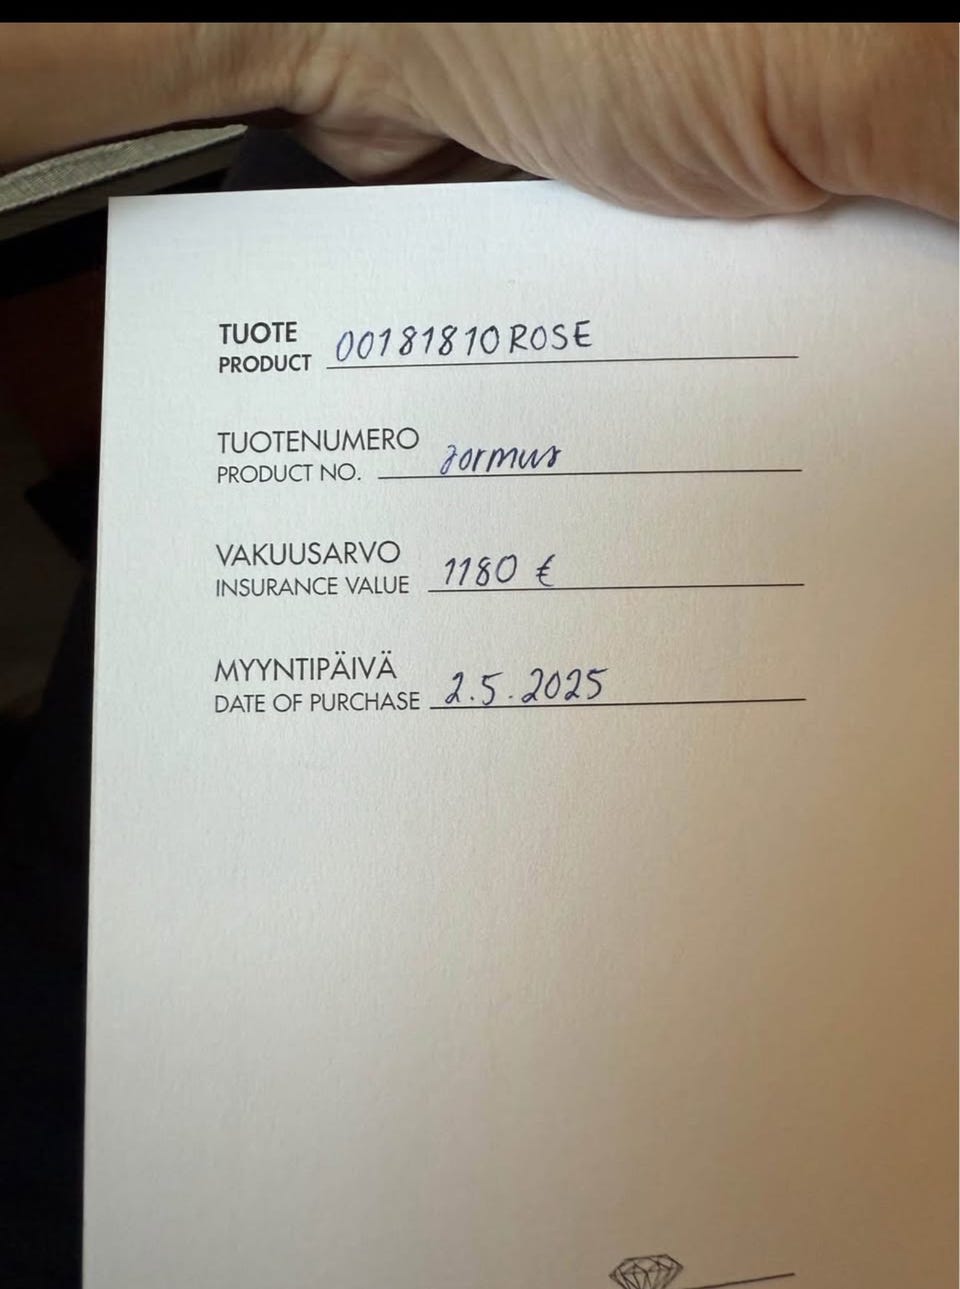 TUOTE
PRODUCT 00181810 ROSE
TUOTENUMERO
PRODUCT NO. sormus
VAKUUSARVO
INSURANCE VALUE 1180 €
MYYNTIPÄIVÄ
DATE OF PURCHASE 2.5.2025